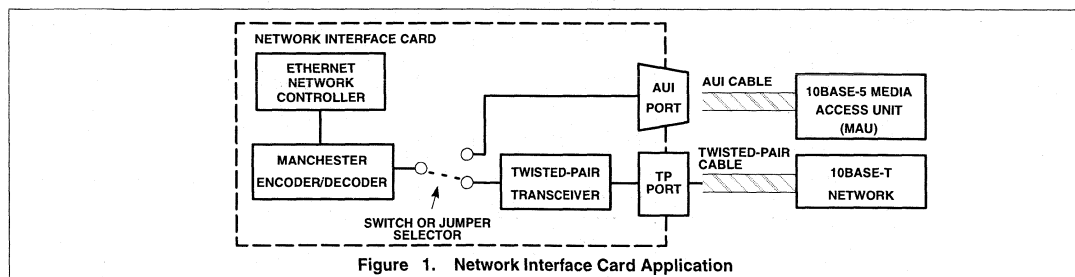 NETWORK INTERFACE CARD
ETHERNET
NETWORK
CONTROLLER
MANCHESTER
ENCODER/DECODER
SWITCH OR JUMPER
SELECTOR
TWISTED-PAIR
TRANSCEIVER
AUI
PORT
TP
PORT
AUI CABLE
TWISTED-PAIR
CABLE
10BASE-5 MEDIA
ACCESS UNIT
(MAU)
10BASE-T
NETWORK
Figure 1. Network Interface Card Application